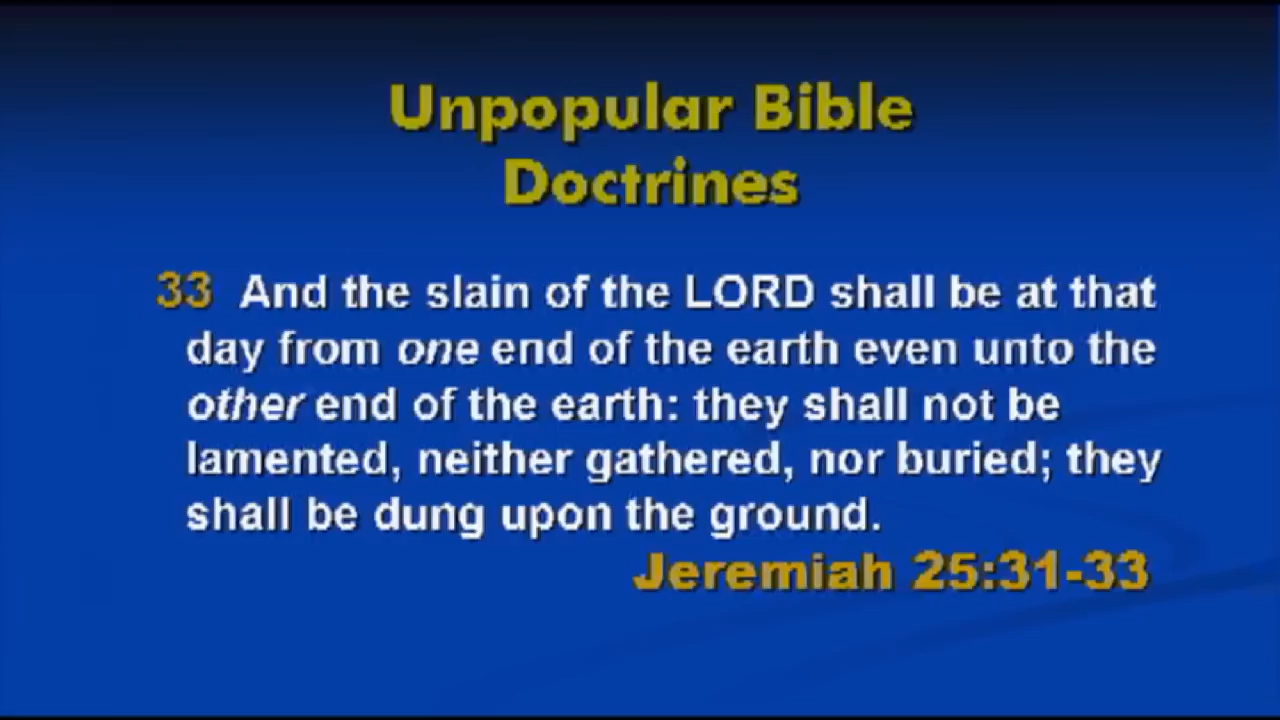 Unpopular Bible
Doctrines
33 And the slain of the LORD shall be at that
day from one end of the earth even unto the
other end of the earth: they shall not be
lamented, neither gathered, nor buried; they
shall be dung upon the ground.
Jeremiah 25:31-33